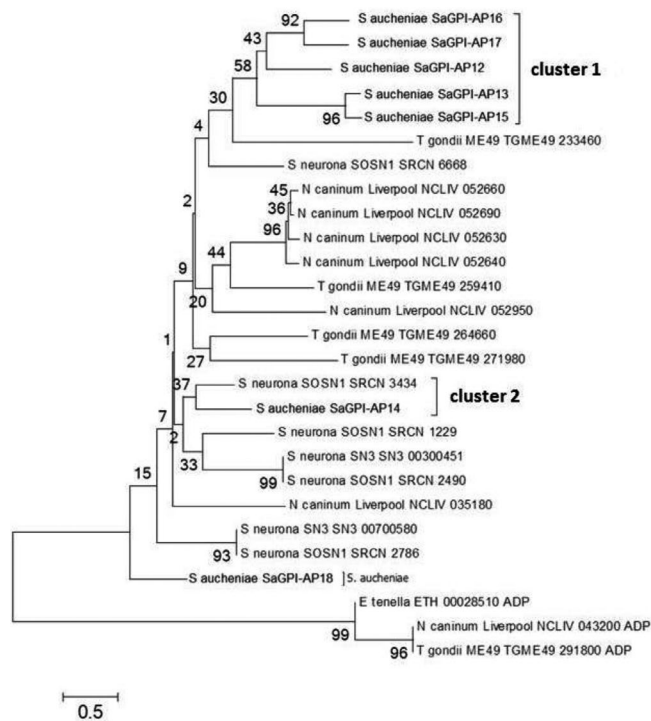 92
S aucheniae SaGPI-AP16
43
S aucheniae SaGPI-AP17
58
S aucheniae SaGPI-AP12
cluster 1
30
S aucheniae SaGPI-AP13
96
S aucheniae SaGPI-AP15
4
T gondii ME49 TGME49 233460
S neurona SOSN1 SRCN 6668
2
45
N caninum Liverpool NCLIV 052660
36
N caninum Liverpool NCLIV 052690
96
N caninum Liverpool NCLIV 052630
44
N caninum Liverpool NCLIV 052640
9
T gondii ME49 TGME49 259410
20
N caninum Liverpool NCLIV 052950
1
T gondii ME49 TGME49 264660
27
T gondii ME49 TGME49 271980
37
S neurona SOSN1 SRCN 3434
cluster 2
7
S aucheniae SaGPI-AP14
2
S neurona SOSN1 SRCN 1229
33
S neurona SN3 SN3 00300451
15
99
S neurona SOSN1 SRCN 2490
N caninum Liverpool NCLIV 035180
S neurona SN3 SN3 00700580
93
S neurona SOSN1 SRCN 2786
S aucheniae SaGPI-AP18
S. aucheniae
E tenella ETH 00028510 ADP
99
N caninum Liverpool NCLIV 043200 ADP
96
T gondii ME49 TGME49 291800 ADP
0.5